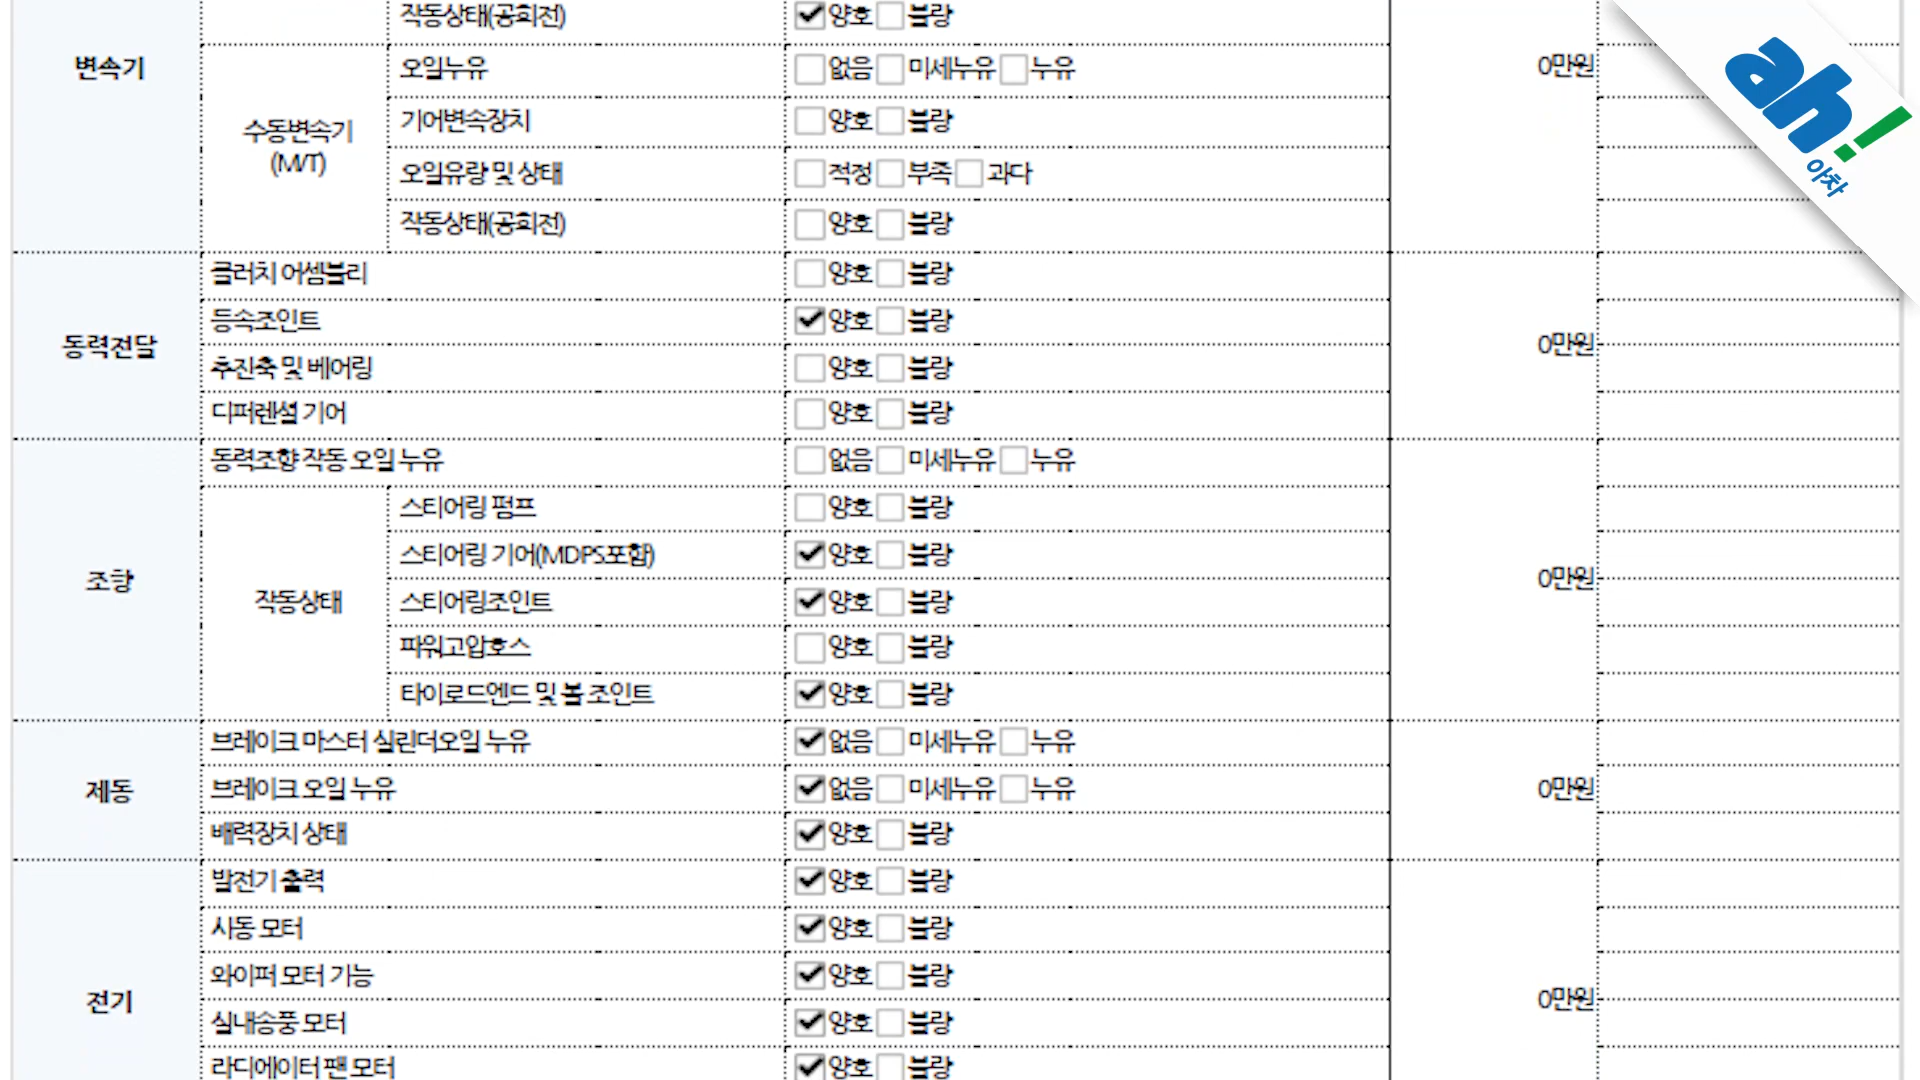 작동상태(공회전) 양호 불량
변속기 수동변속기 (M/T) 오일누유 없음 미세누유 누유 0만원
기어변속장치 양호 불량
오일유량 및 상태 적정 부족 과다
작동상태(공회전) 양호 불량
동력전달 클러치 어셈블리 양호 불량 0만원
등속조인트 양호 불량
추진축 및 베어링 양호 불량
디퍼렌셜 기어 양호 불량
조향 동력조향 작동 오일 누유 없음 미세누유 누유 0만원
작동상태 스티어링 펌프 양호 불량
스티어링 기어(MDPS포함) 양호 불량
스티어링조인트 양호 불량
파워고압호스 양호 불량
타이로드엔드 및 볼 조인트 양호 불량
제동 브레이크 마스터 실린더오일 누유 없음 미세누유 누유 0만원
브레이크 오일 누유 없음 미세누유 누유
배력장치 상태 양호 불량
전기 발전기 출력 양호 불량 0만원
시동 모터 양호 불량
와이퍼 모터 기능 양호 불량
실내송풍 모터 양호 불량
라디에이터 팬 모터 양호 불량
ah!
아차